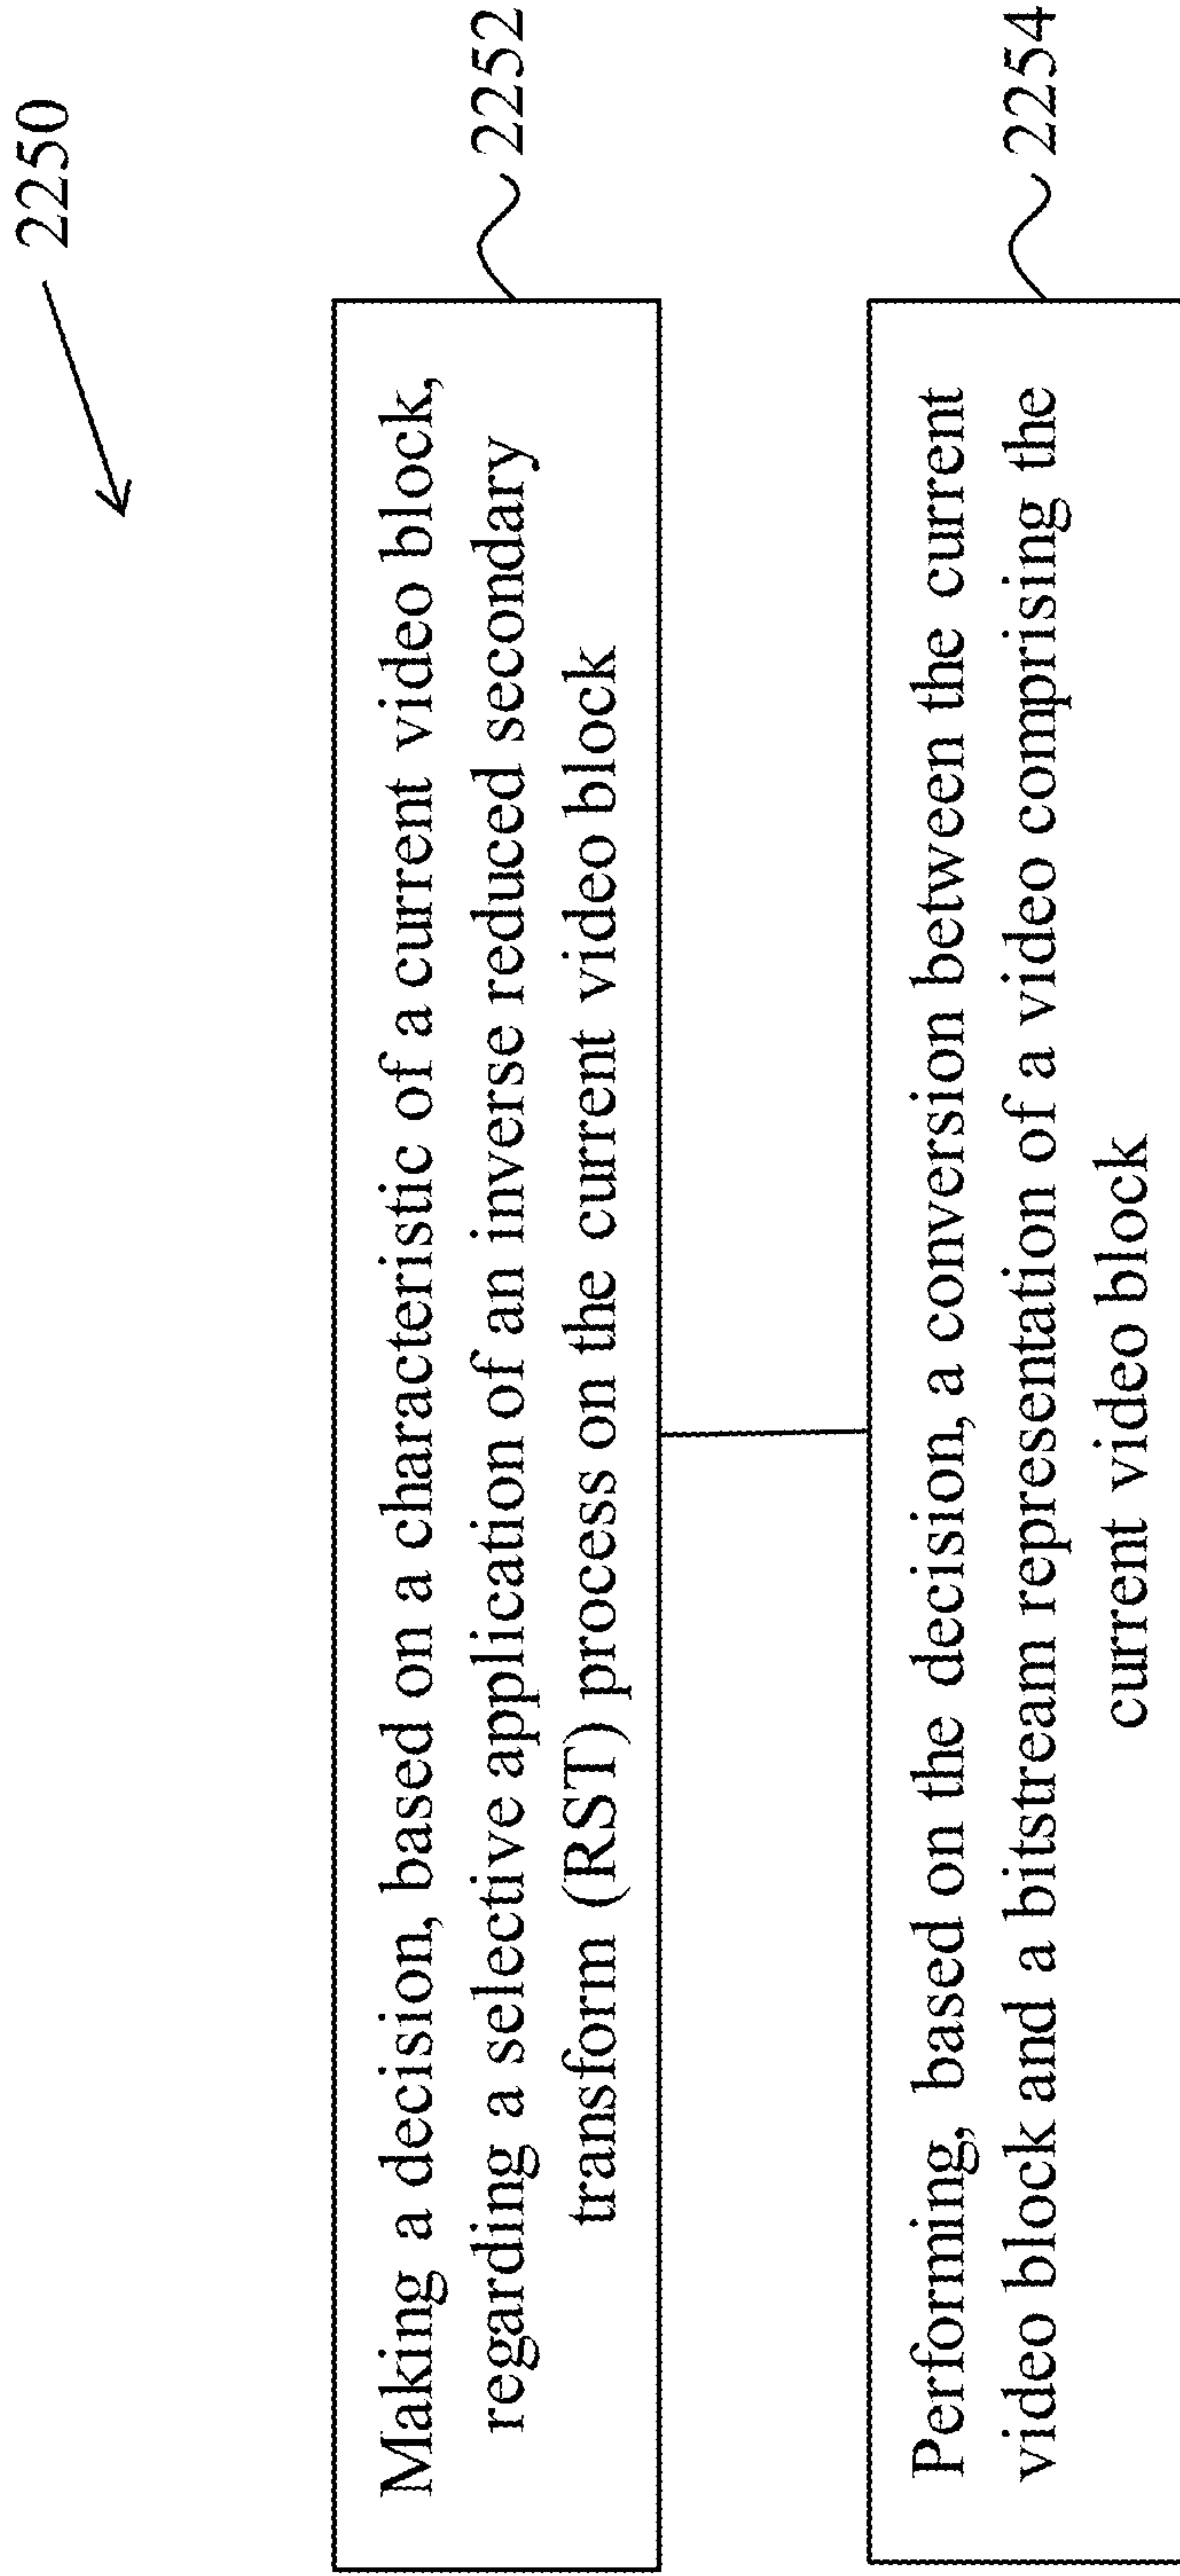 2250
Making a decision, based on a characteristic of a current video block,
regarding a selective application of an inverse reduced secondary
transform (RST) process on the current video block
2252
Performing, based on the decision, a conversion between the current
video block and a bitstream representation of a video comprising the
current video block
2254